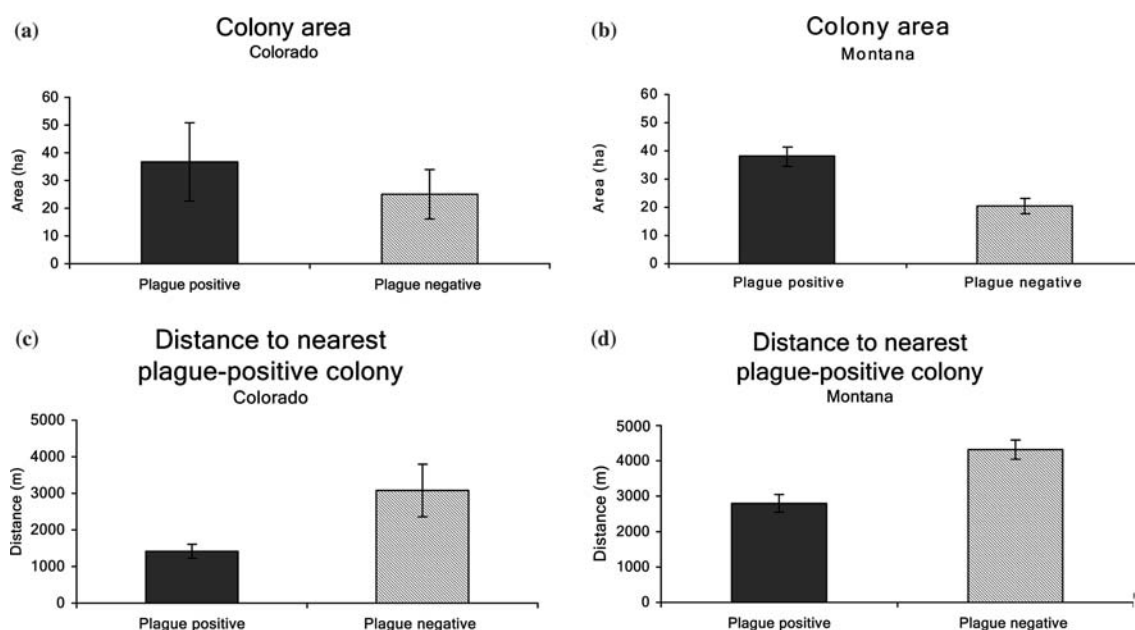 (a)
Colony area
Colorado
Area (ha)
60
50
40
30
20
10
0
Plague positive
Plague negative
(b)
Colony area
Montana
Area (ha)
60
50
40
30
20
10
0
Plague positive
Plague negative
(c)
Distance to nearest
plague-positive colony
Colorado
Distance (m)
5000
4000
3000
2000
1000
0
Plague positive
Plague negative
(d)
Distance to nearest
plague-positive colony
Montana
Distance (m)
5000
4000
3000
2000
1000
0
Plague positive
Plague negative